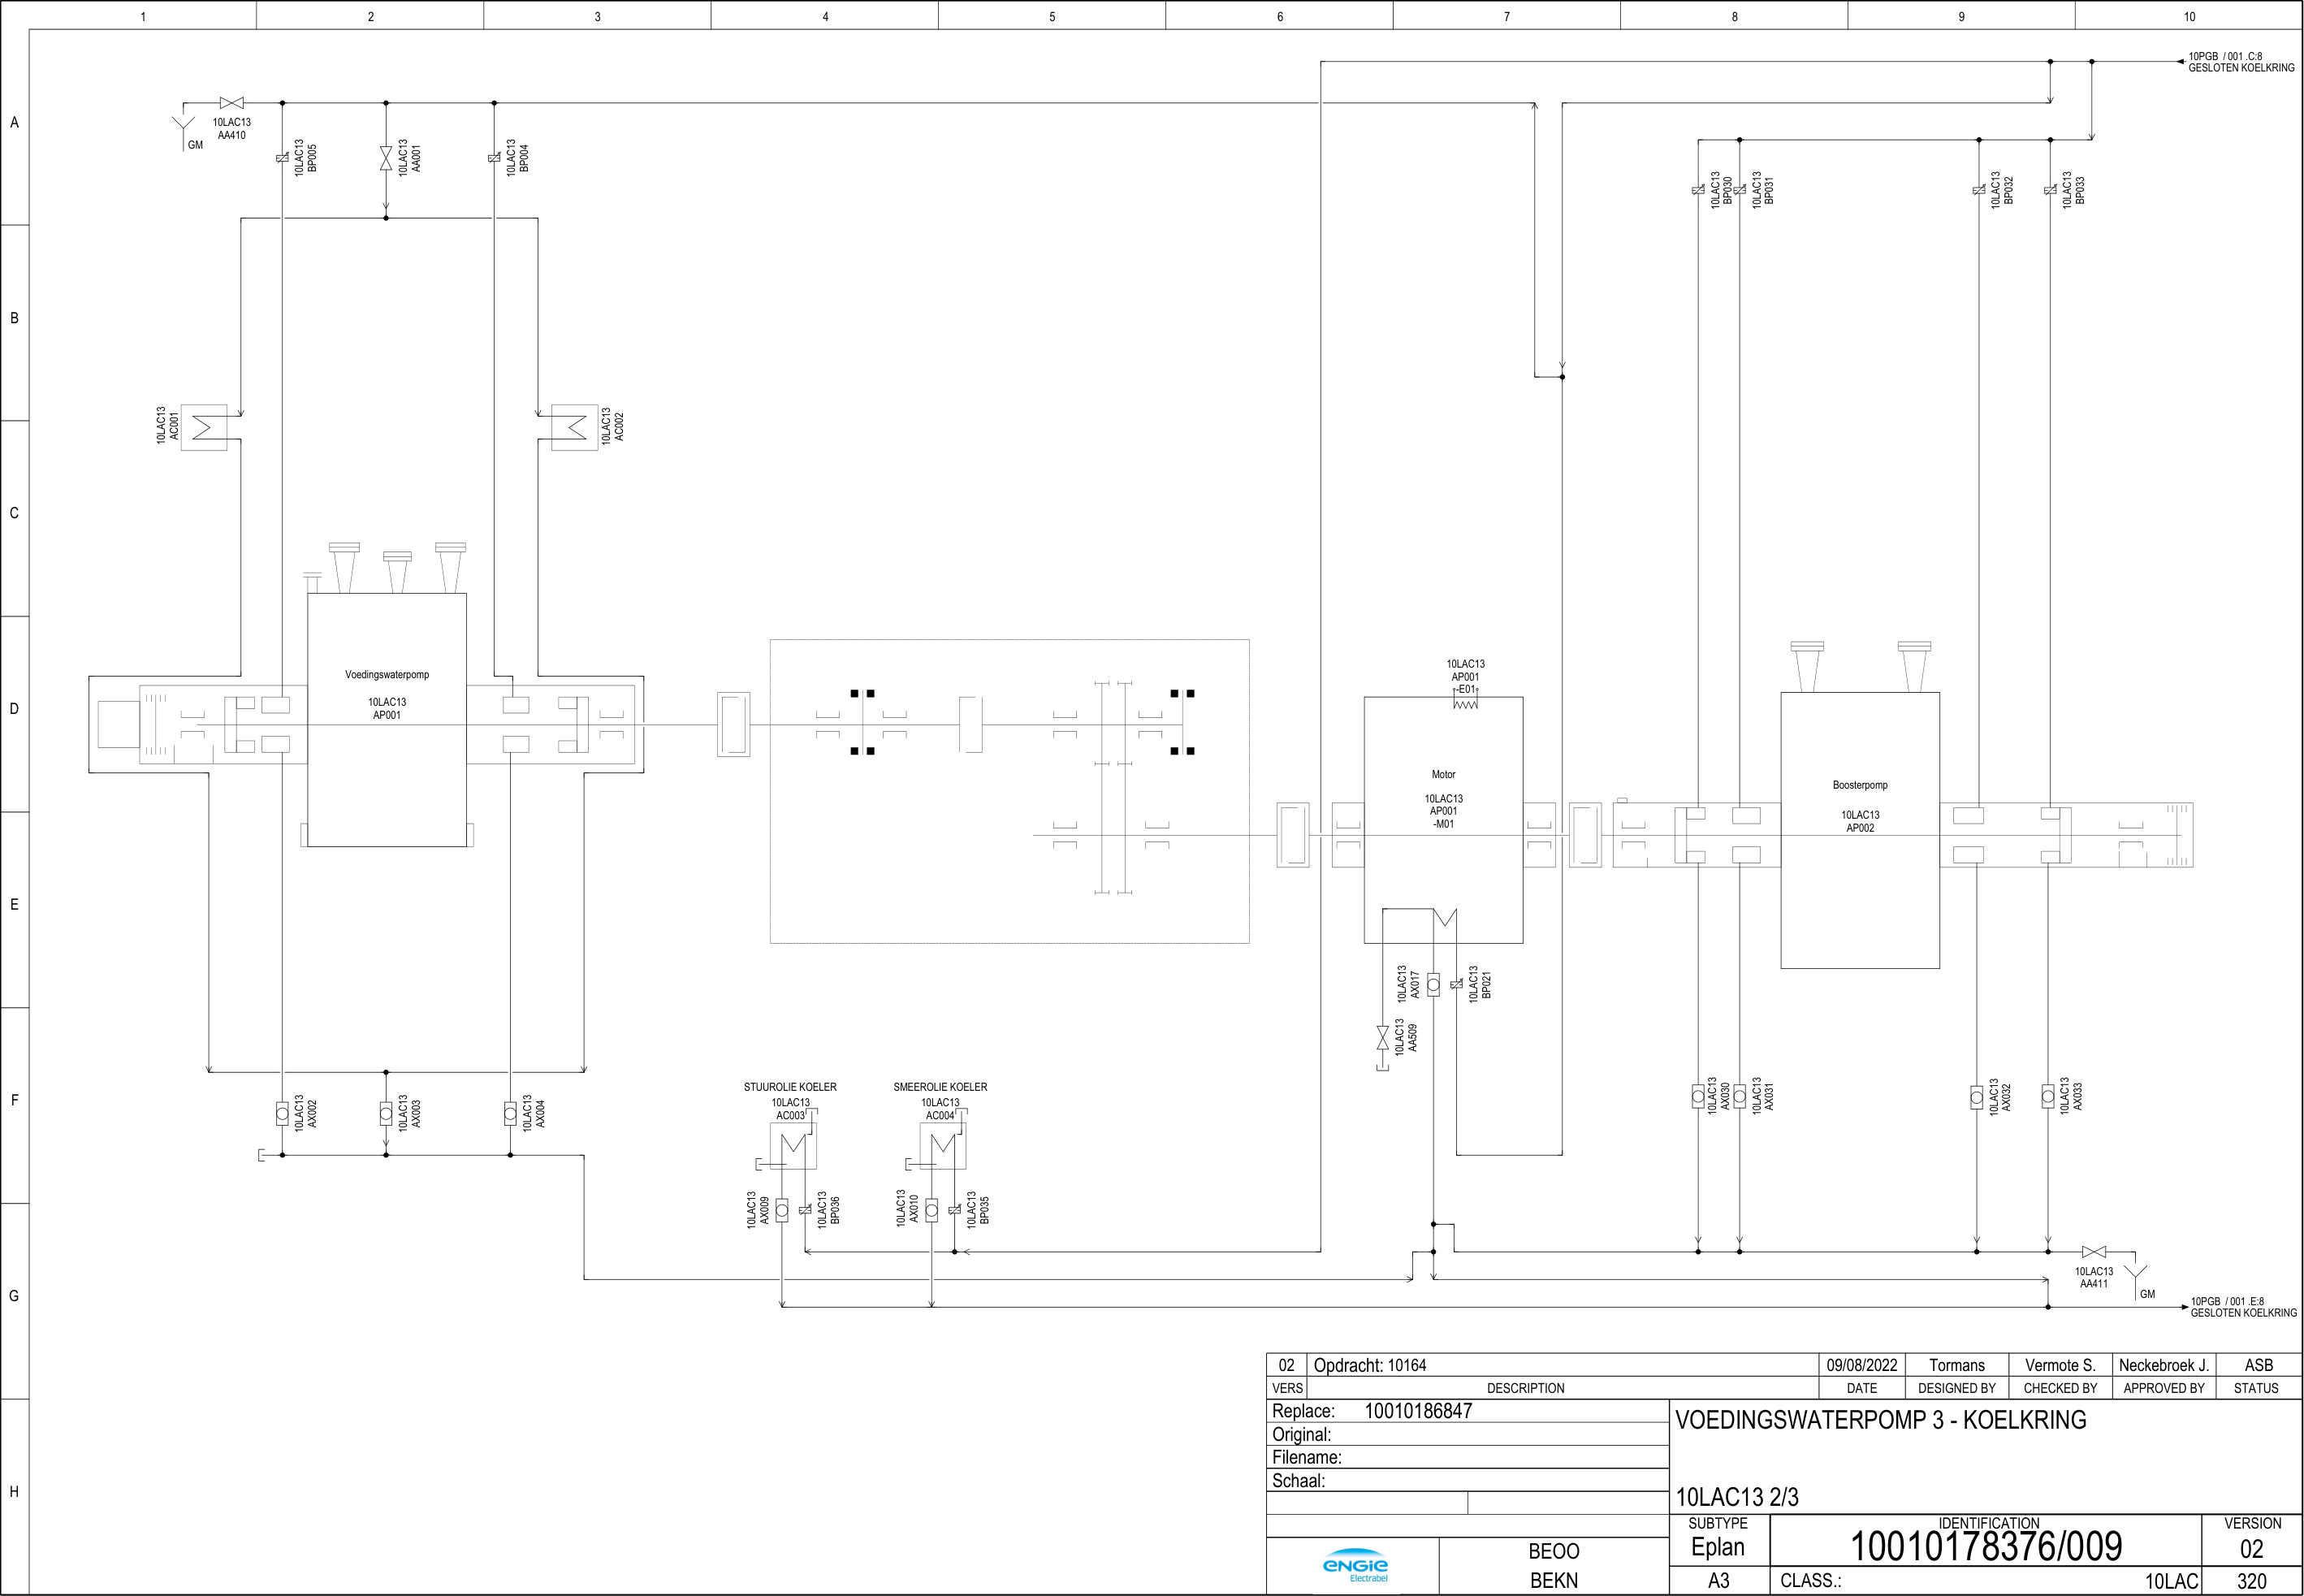 1 2 3 4 5 6 7 8 9 10
10PGB / 001 .C:8
GESLOTEN KOELKRING
A
10LAC13
AA410
GM
10LAC13
BP005
10LAC13
AA001
10LAC13
BP004
10LAC13
BP030
10LAC13
BP031
10LAC13
BP032
10LAC13
BP033
B
10LAC13
AC001
10LAC13
AC002
C
D
Voedingswaterpomp
10LAC13
AP001
10LAC13
AP001
-E01
Motor
10LAC13
AP001
-M01
Boosterpomp
10LAC13
AP002
E
10LAC13
AX017
10LAC13
BP021
10LAC13
AA509
F
10LAC13
AX002
10LAC13
AX003
10LAC13
AX004
STUUROLIE KOELER
10LAC13
AC003
SMEEROLIE KOELER
10LAC13
AC004
10LAC13
AX030
10LAC13
AX031
10LAC13
AX032
10LAC13
AX033
10LAC13
AX009
10LAC13
BP036
10LAC13
AX010
10LAC13
BP035
G
10LAC13
AA411
GM
10PGB / 001 .E:8
GESLOTEN KOELKRING
02 Opdracht: 10164 09/08/2022 Tormans Vermote S. Neckebroek J. ASB
VERS DESCRIPTION DATE DESIGNED BY CHECKED BY APPROVED BY STATUS
Replace: 10010186847
Original:
Filename:
Schaal:
VOEDINGSWATERPOMP 3 - KOELKRING
H
10LAC13 2/3
SUBTYPE IDENTIFICATION VERSION
Eplan 10010178376/009 02
ENGIE
Electrabel
BEOO
BEKN
A3 CLASS.: 10LAC 320